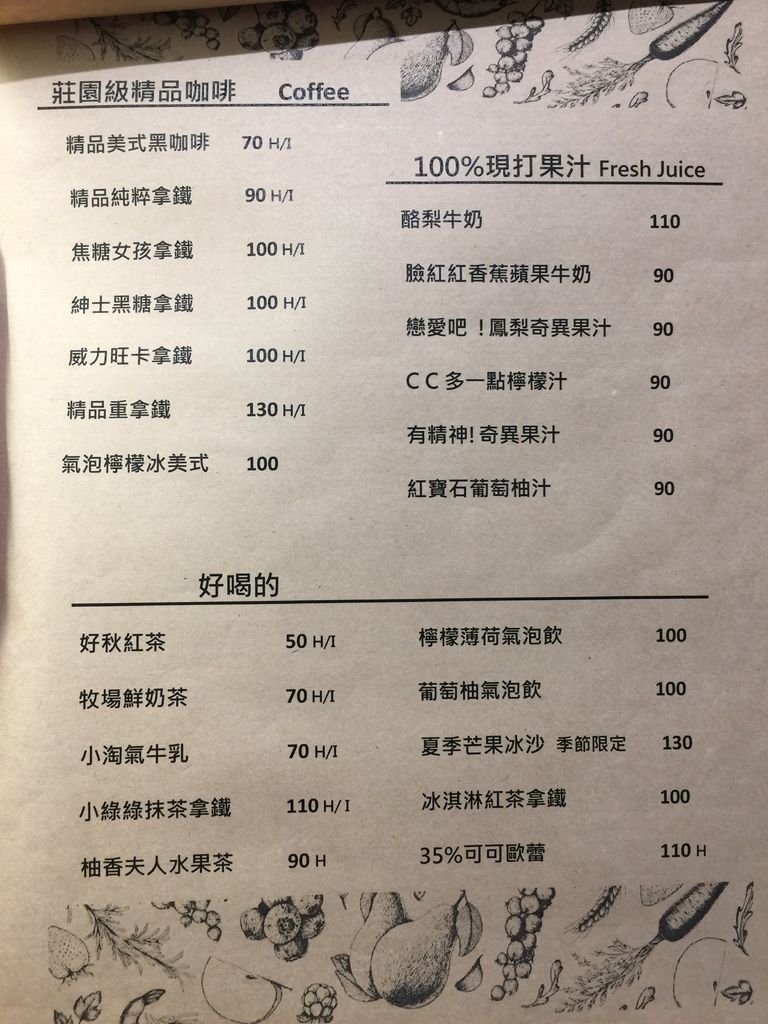 莊園級精品咖啡 Coffee
精品美式黑咖啡 70 H/I
精品純粹拿鐵 90 H/I
焦糖女孩拿鐵 100 H/I
紳士黑糖拿鐵 100 H/I
威力旺卡拿鐵 100 H/I
精品重拿鐵 130 H/I
氣泡檸檬冰美式 100
100%現打果汁 Fresh Juice
酪梨牛奶 110
臉紅紅香蕉蘋果牛奶 90
戀愛吧 !鳳梨奇異果汁 90
C C 多一點檸檬汁 90
有精神! 奇異果汁 90
紅寶石葡萄柚汁 90
好喝的
好秋紅茶 50 H/I
牧場鮮奶茶 70 H/I
小淘氣牛乳 70 H/I
小綠綠抹茶拿鐵 110 H/ I
柚香夫人水果茶 90 H
檸檬薄荷氣泡飲 100
葡萄柚氣泡飲 100
夏季芒果冰沙 季節限定 130
冰淇淋紅茶拿鐵 100
35%可可歐蕾 110 H